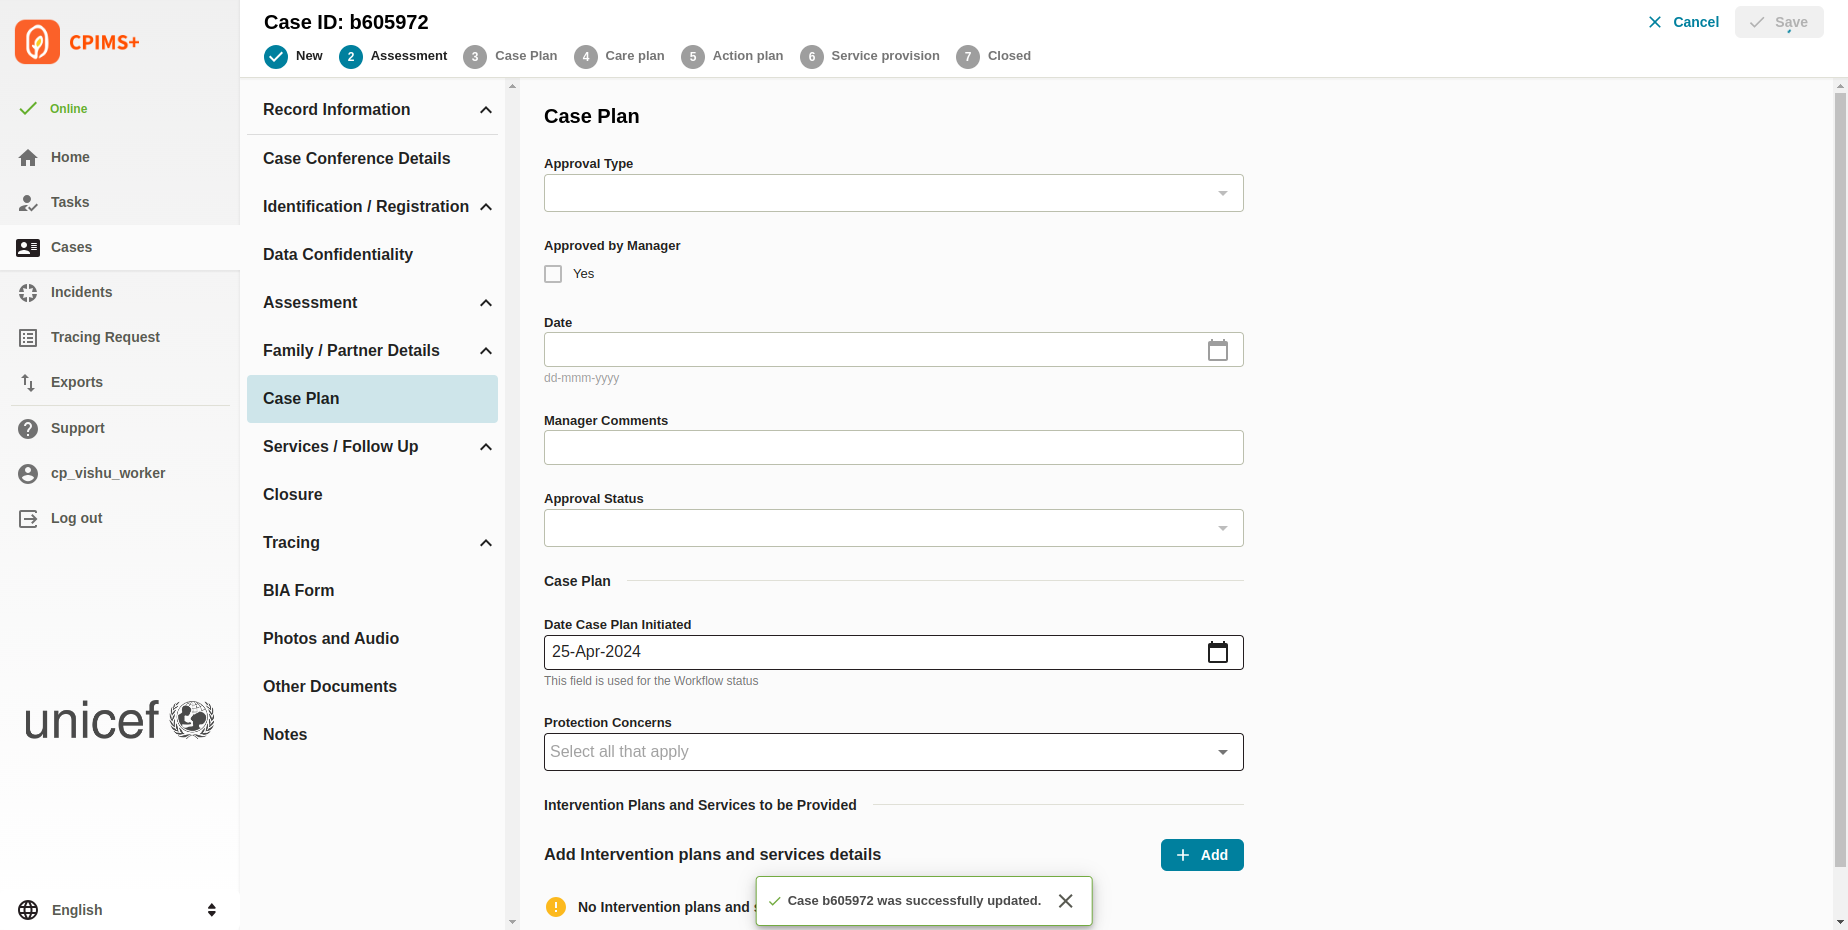 CPIMS+
Online
Home
Tasks
Cases
Incidents
Tracing Request
Exports
Support
cp_vishu_worker
Log out
unicef
English
Case ID: b605972
Cancel
Save
New
2 Assessment
3 Case Plan
4 Care plan
5 Action plan
6 Service provision
7 Closed
Record Information
Case Conference Details
Identification / Registration
Data Confidentiality
Assessment
Family / Partner Details
Case Plan
Services / Follow Up
Closure
Tracing
BIA Form
Photos and Audio
Other Documents
Notes
Case Plan
Approval Type
Approved by Manager
Yes
Date
dd-mmm-yyyy
Manager Comments
Approval Status
Case Plan
Date Case Plan Initiated
25-Apr-2024
This field is used for the Workflow status
Protection Concerns
Select all that apply
Intervention Plans and Services to be Provided
Add Intervention plans and services details
Add
No Intervention plans and
Case b605972 was successfully updated.